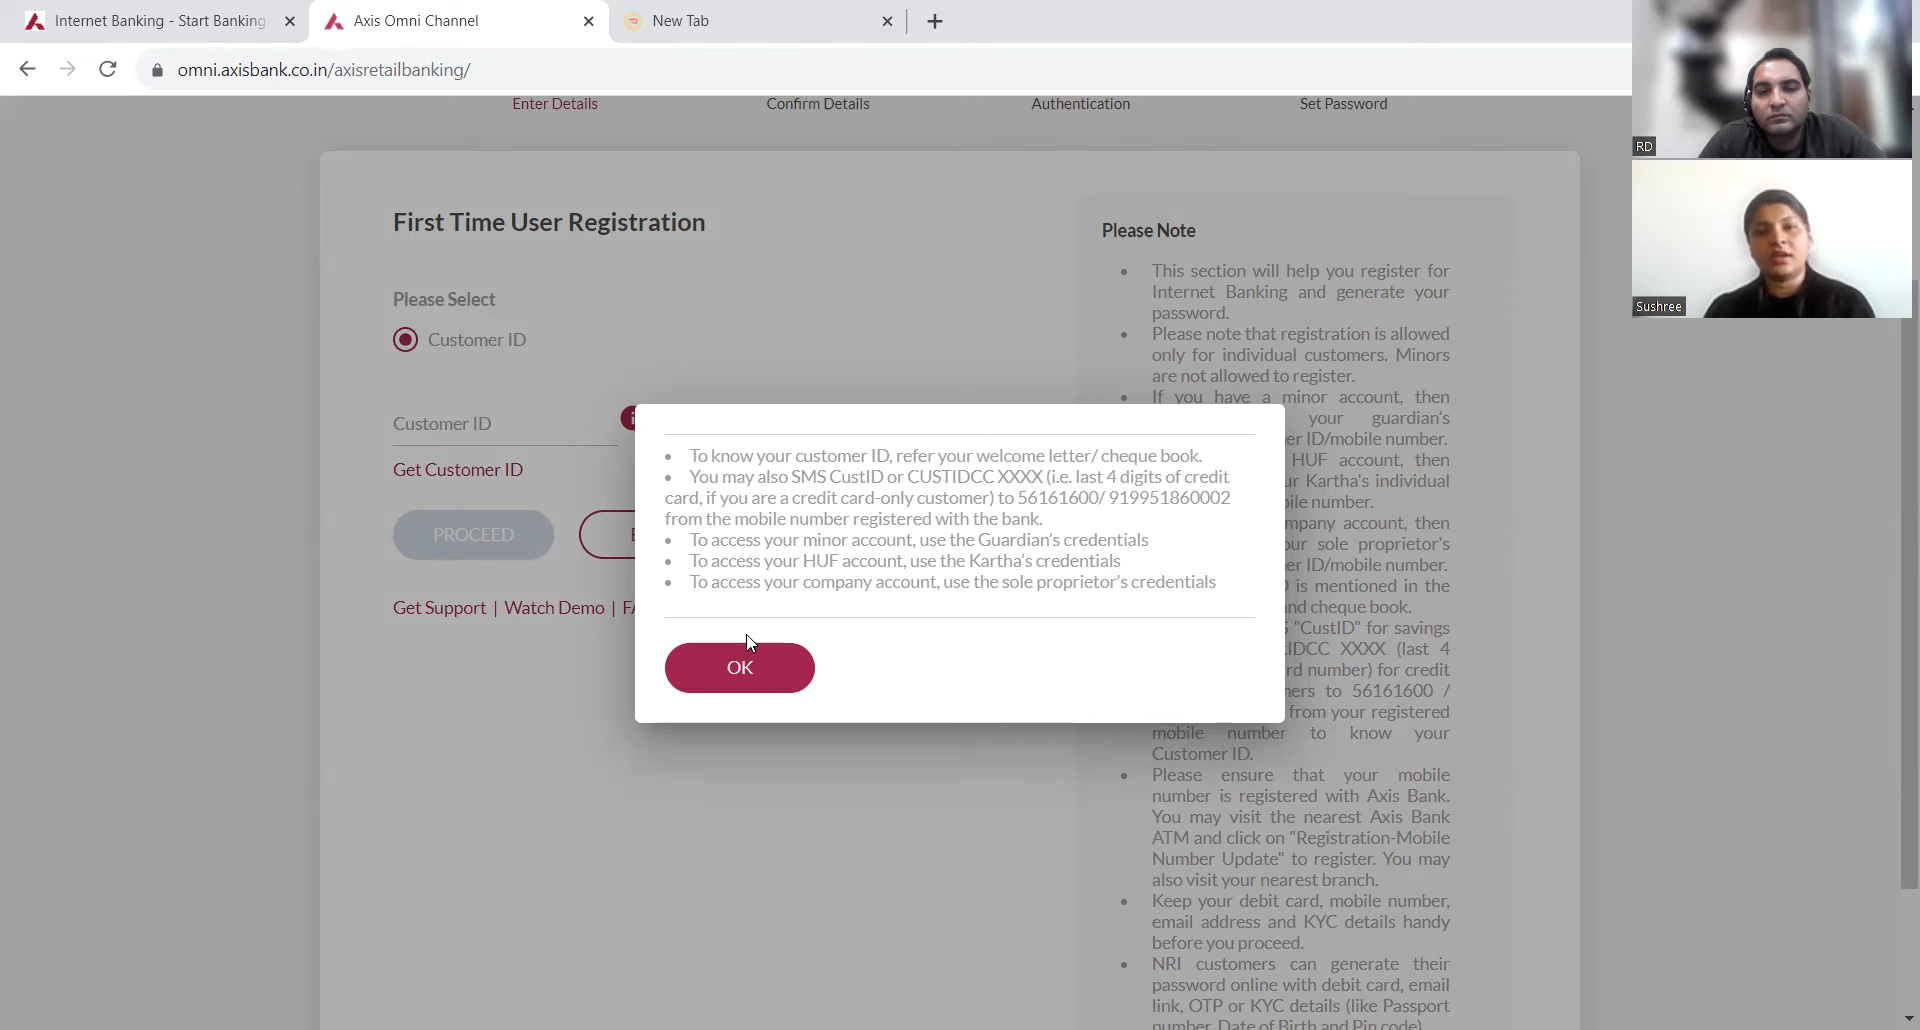 Internet Banking - Start Banking
Axis Omni Channel
New Tab
omni.axisbank.co.in/axisretailbanking/
Enter Details
Confirm Details
Authentication
Set Password
RD
Sushree
First Time User Registration
Please Select
Customer ID
Customer ID
i
Get Customer ID
PROCEED
Get Support | Watch Demo | FA
• To know your customer ID, refer your welcome letter/ cheque book.
• You may also SMS CustID or CUSTIDCC XXXX (i.e. last 4 digits of credit
card, if you are a credit card-only customer) to 56161600/ 919951860002
from the mobile number registered with the bank.
• To access your minor account, use the Guardian's credentials
• To access your HUF account, use the Kartha's credentials
• To access your company account, use the sole proprietor's credentials
OK
Please Note
• This section will help you register for
Internet Banking and generate your
password.
• Please note that registration is allowed
only for individual customers. Minors
are not allowed to register.
• If you have a minor account, then
your guardian's
er ID/mobile number.
HUF account, then
ur Kartha's individual
bile number.
mpany account, then
our sole proprietor's
er ID/mobile number.
is mentioned in the
nd cheque book.
"CustID" for savings
IDCC XXXX (last 4
rd number) for credit
ners to 56161600 /
from your registered
mobile number to know your
Customer ID.
• Please ensure that your mobile
number is registered with Axis Bank.
You may visit the nearest Axis Bank
ATM and click on "Registration-Mobile
Number Update" to register. You may
also visit your nearest branch.
• Keep your debit card, mobile number,
email address and KYC details handy
before you proceed.
• NRI customers can generate their
password online with debit card, email
link, OTP or KYC details (like Passport
number, Date of Birth and Pin code)